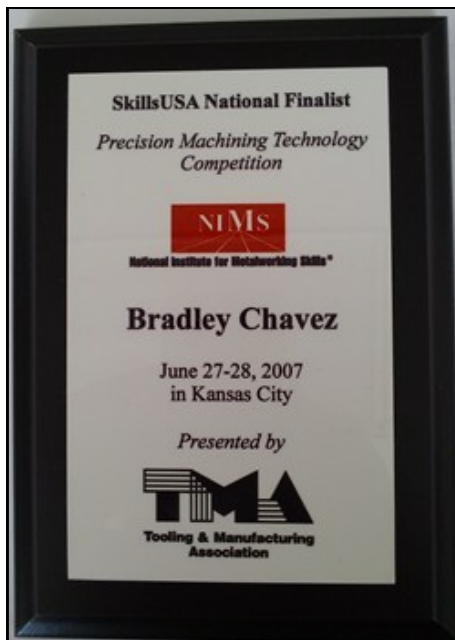 SkillsUSA National Finalist
Precision Machining Technology
Competition
NIMS
National Institute for Metalworking Skills®
Bradley Chavez
June 27-28, 2007
in Kansas City
Presented by
TMA
Tooling & Manufacturing
Association